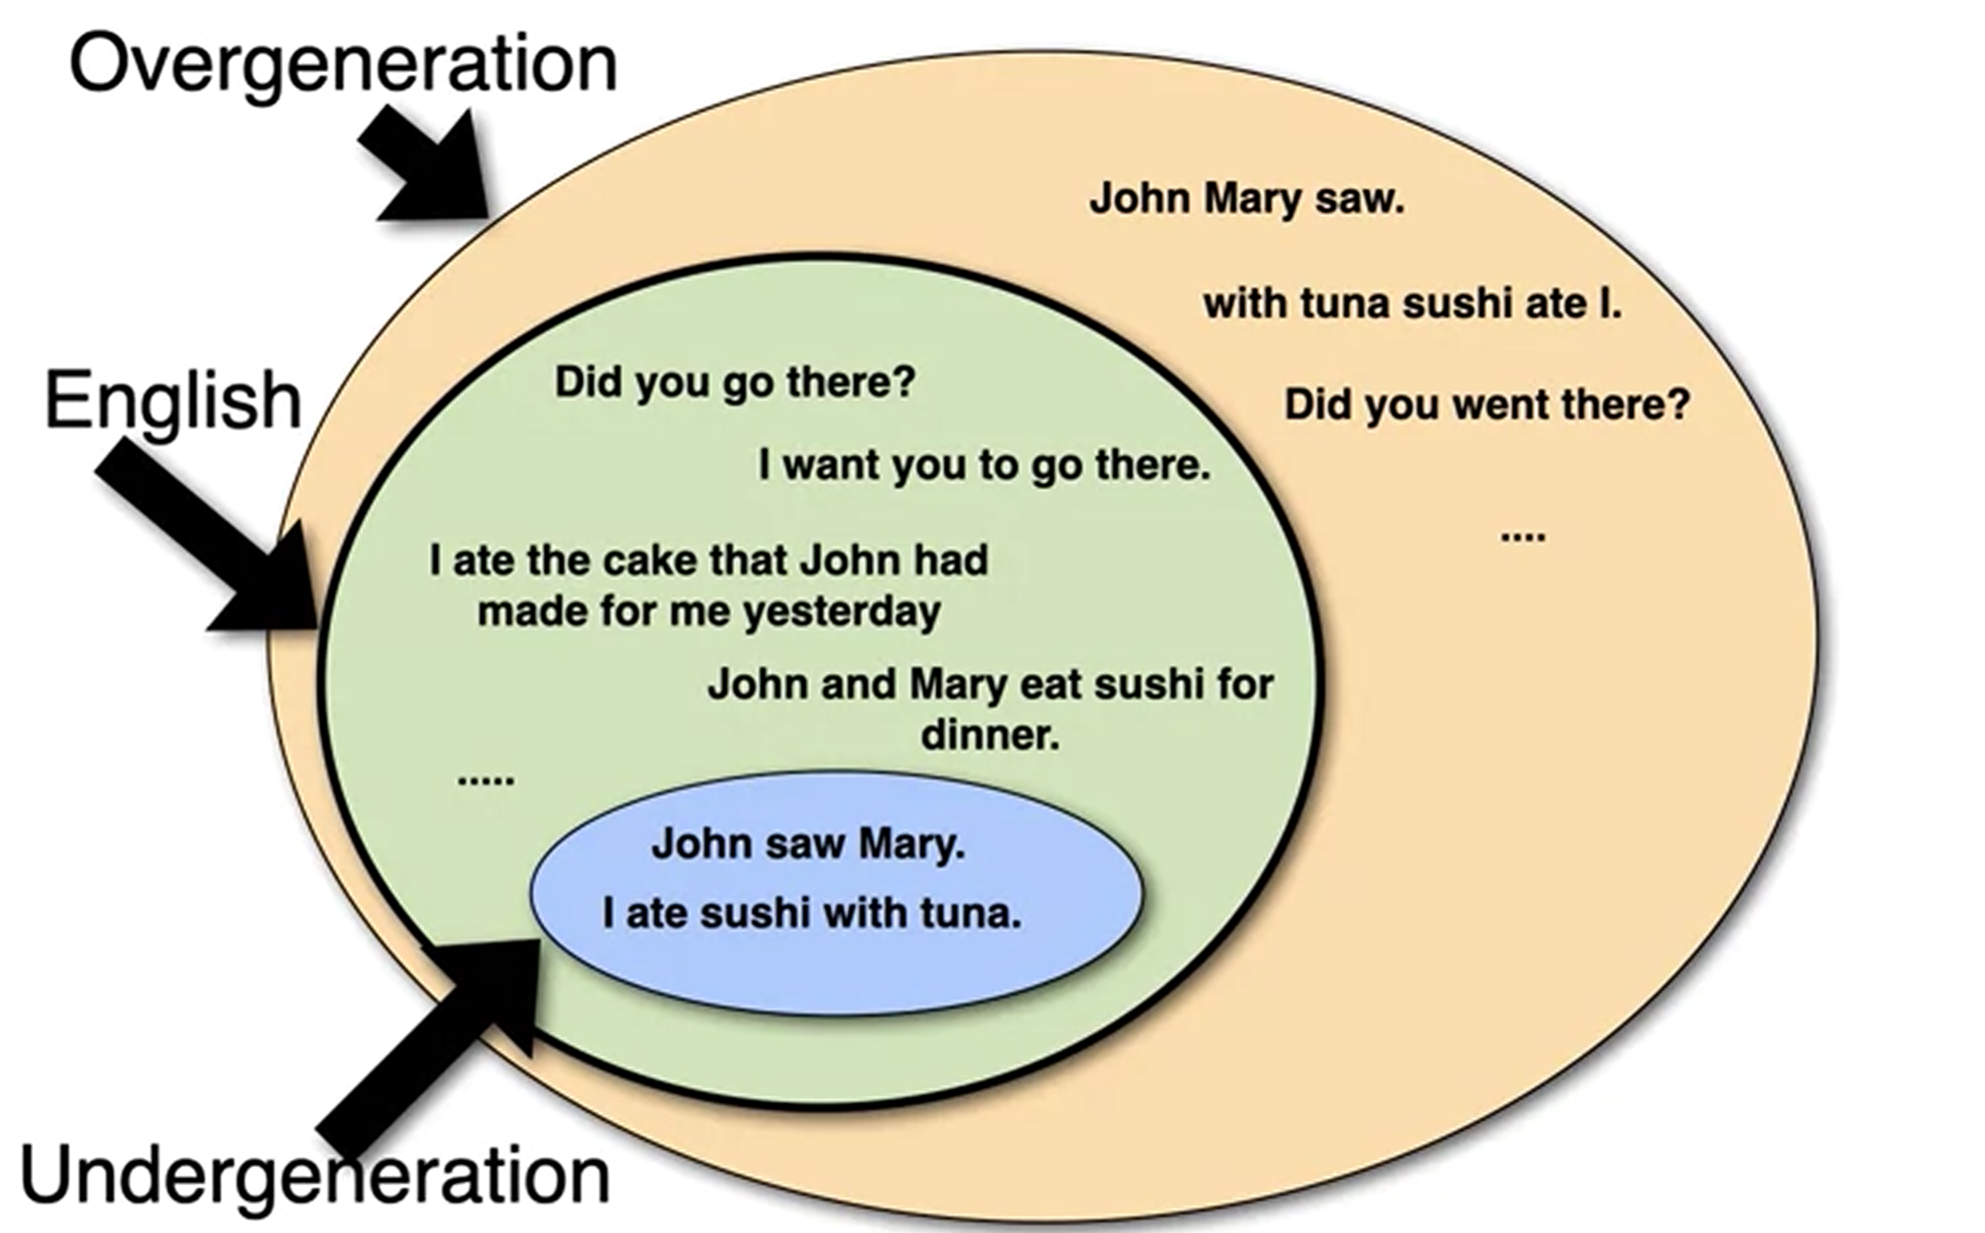 Overgeneration
John Mary saw.
with tuna sushi ate I.
Did you went there?
....
English
Did you go there?
I want you to go there.
I ate the cake that John had
made for me yesterday
John and Mary eat sushi for
dinner.
.....
John saw Mary.
I ate sushi with tuna.
Undergeneration